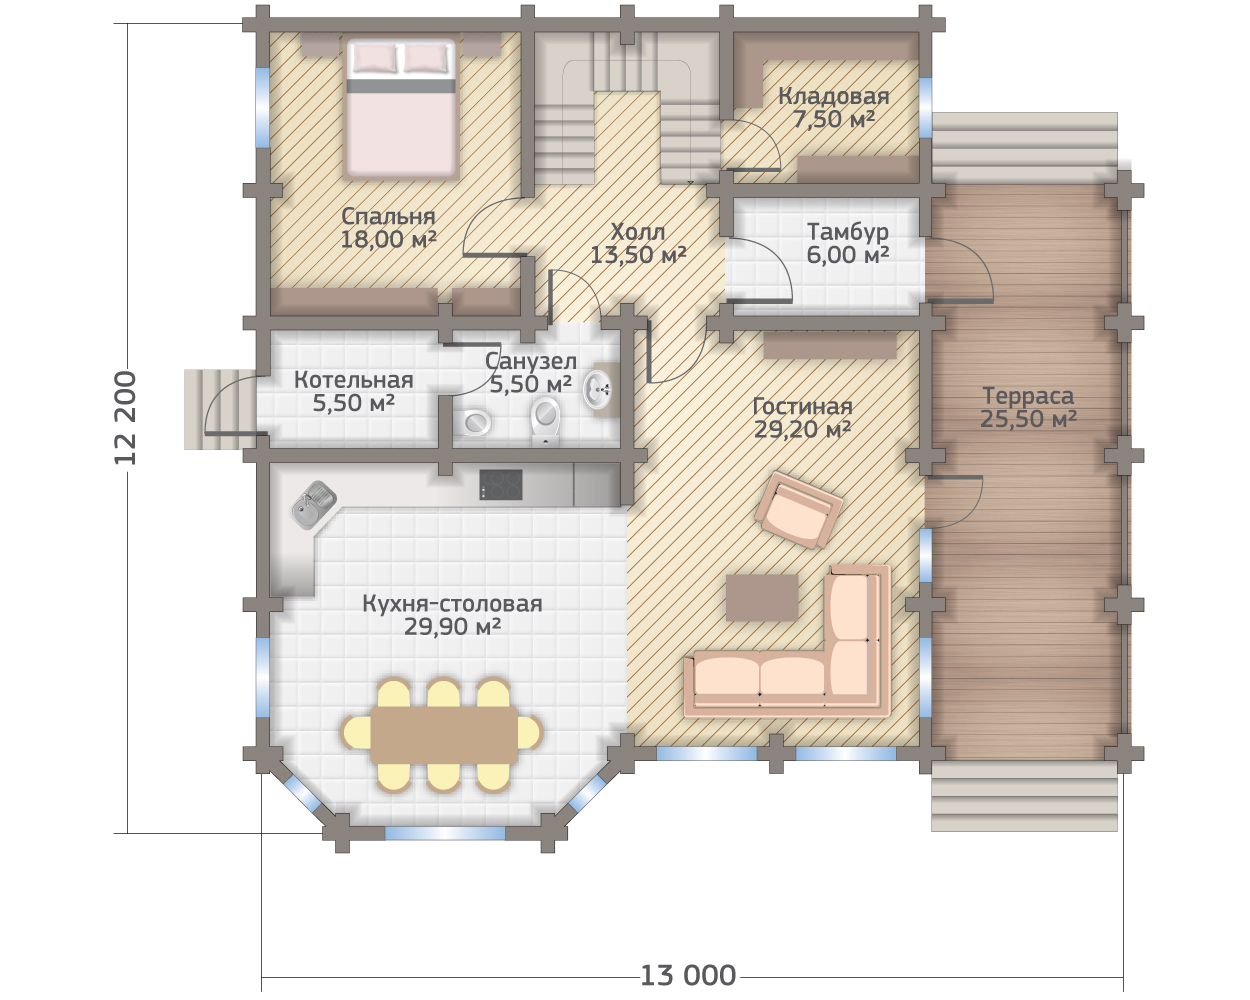 Кладовая
7,50 м²
Спальня
18,00 м²
Холл
13,50 м²
Тамбур
6,00 м²
Санузел
5,50 м²
Котельная
5,50 м²
Гостиная
29,20 м²
Терраса
25,50 м²
12 200
Кухня-столовая
29,90 м²
13 000